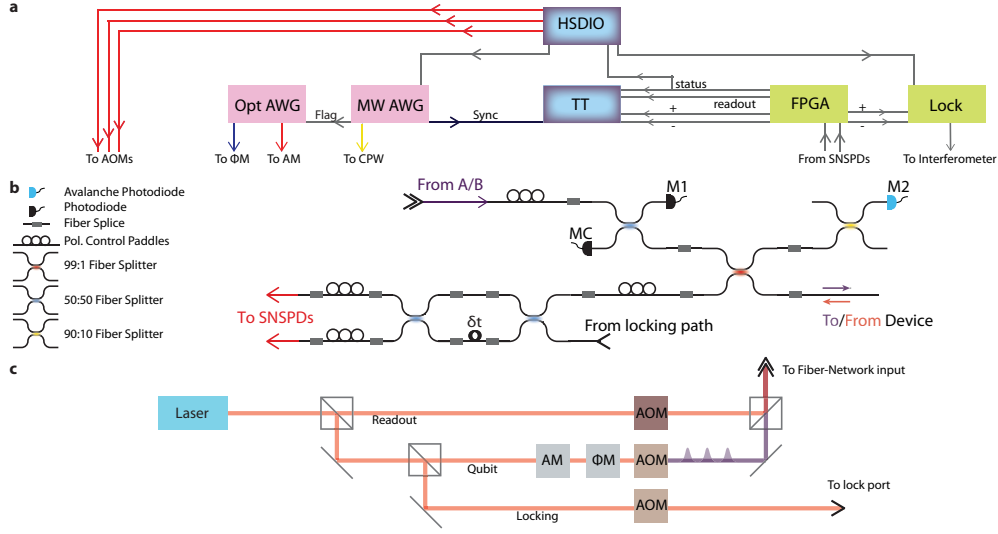 a
HSDIO
status
Opt AWG
Flag
MW AWG
Sync
TT
+
readout
-
FPGA
+
-
Lock
To AOMs
To ΦM
To AM
To CPW
From SNSPDs
To Interferometer
b
Avalanche Photodiode
Photodiode
Fiber Splice
Pol. Control Paddles
99:1 Fiber Splitter
50:50 Fiber Splitter
90:10 Fiber Splitter
From A/B
M1
M2
MC
To SNSPDs
δt
From locking path
To/From Device
c
To Fiber-Network input
Laser
Readout
AOM
Qubit
AM
ΦM
AOM
To lock port
Locking
AOM